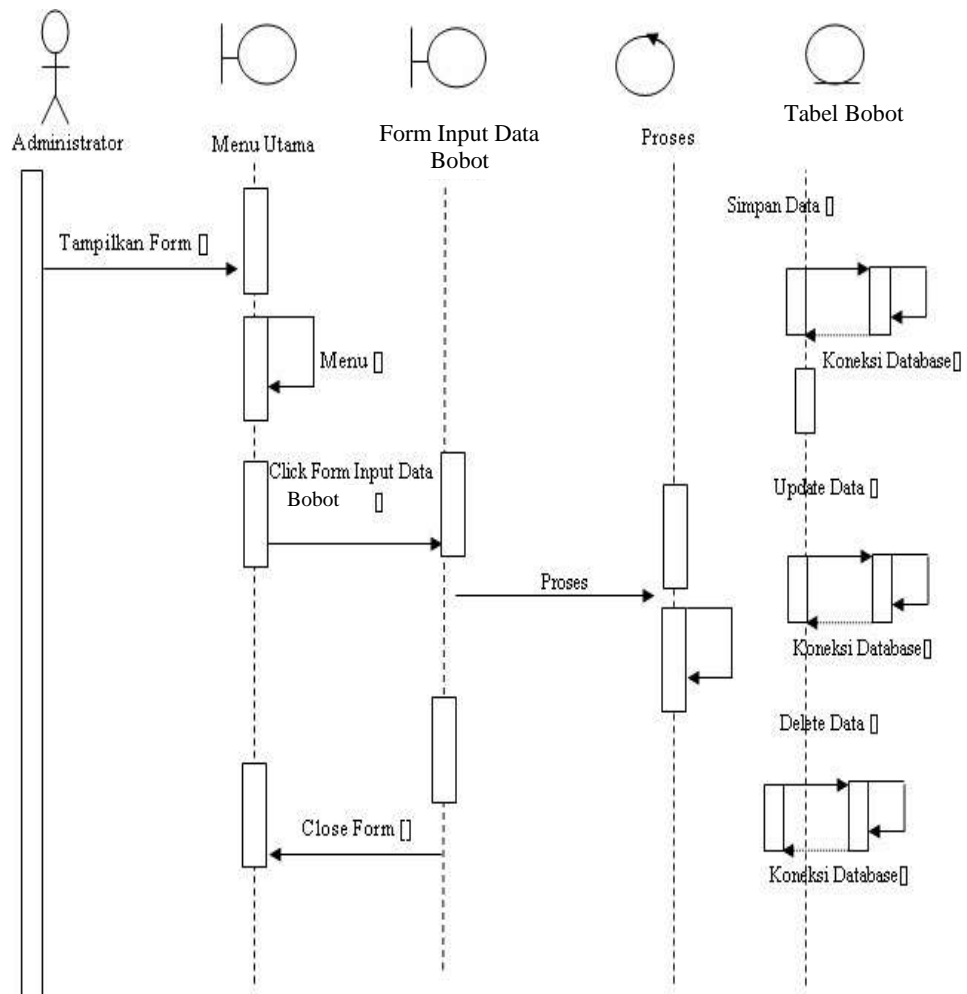 Administrator
Menu Utama
Form Input Data
Bobot
Proses
Tabel Bobot
Simpan Data []
Tampilkan Form []
Koneksi Database[]
Menu []
Click Form Input Data
Bobot []
Update Data []
Proses
Koneksi Database[]
Delete Data []
Close Form []
Koneksi Database[]